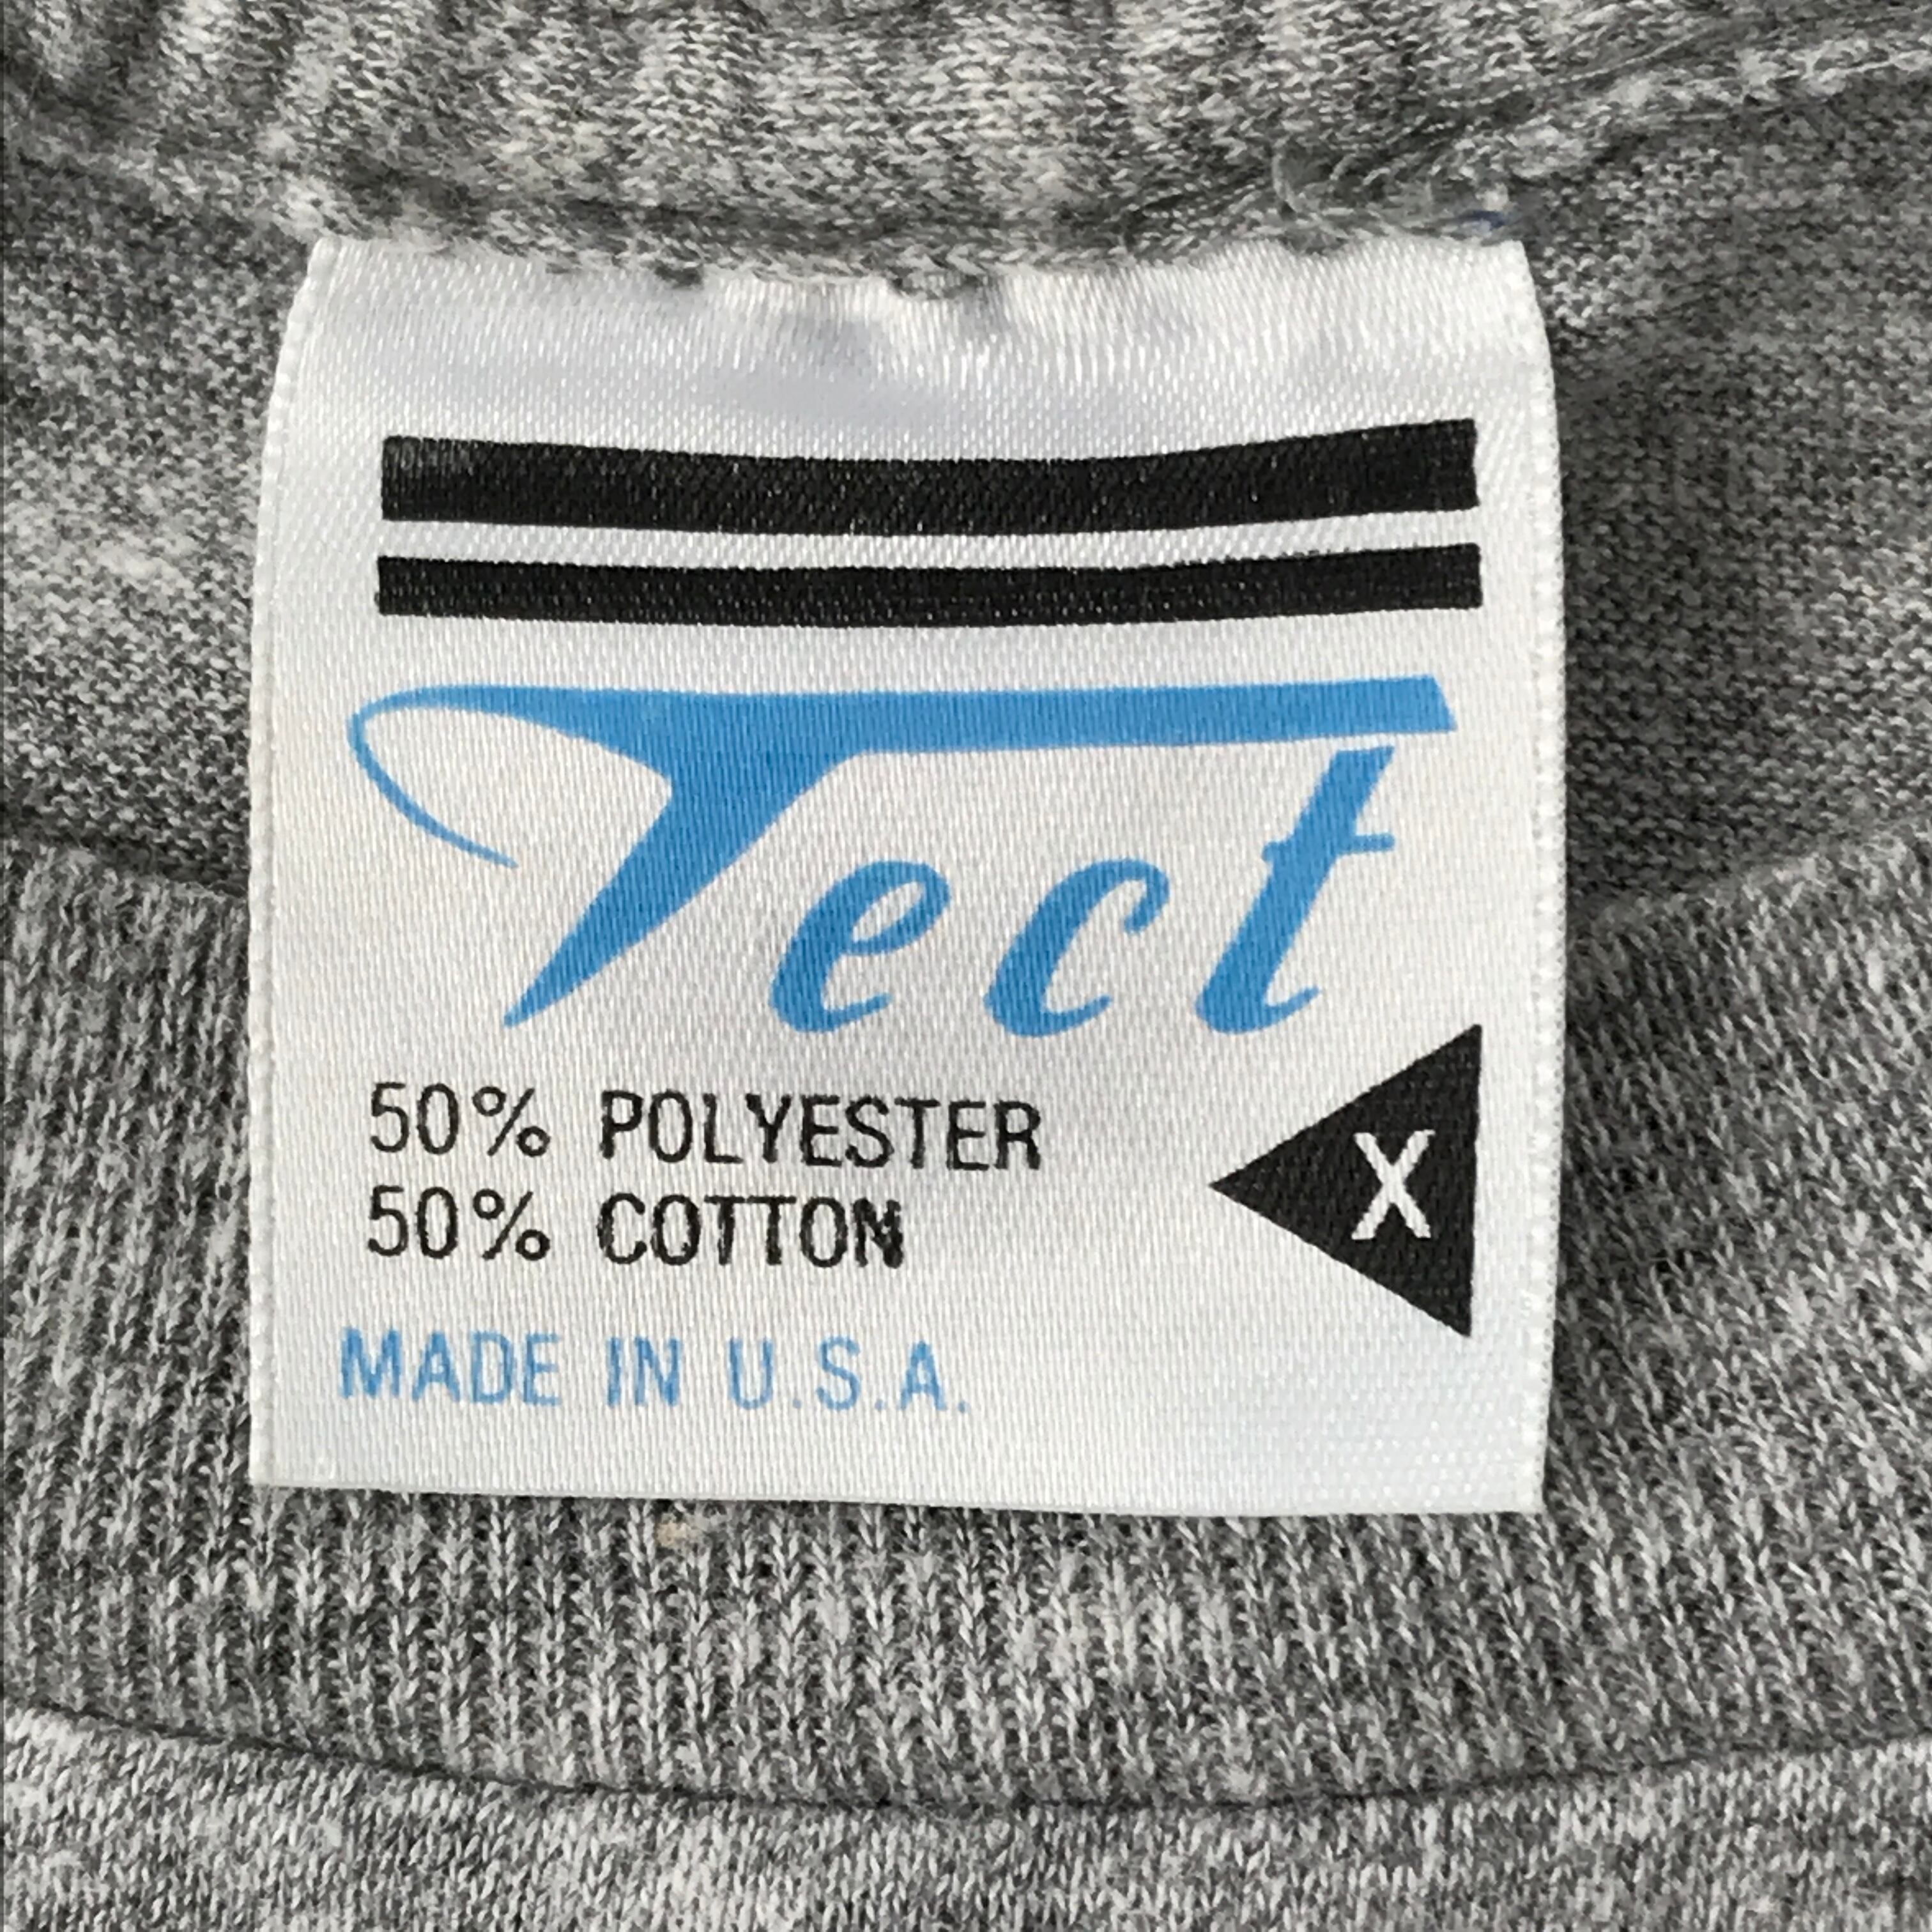 Tect
50% POLYESTER
50% COTTON
X
MADE IN U.S.A.